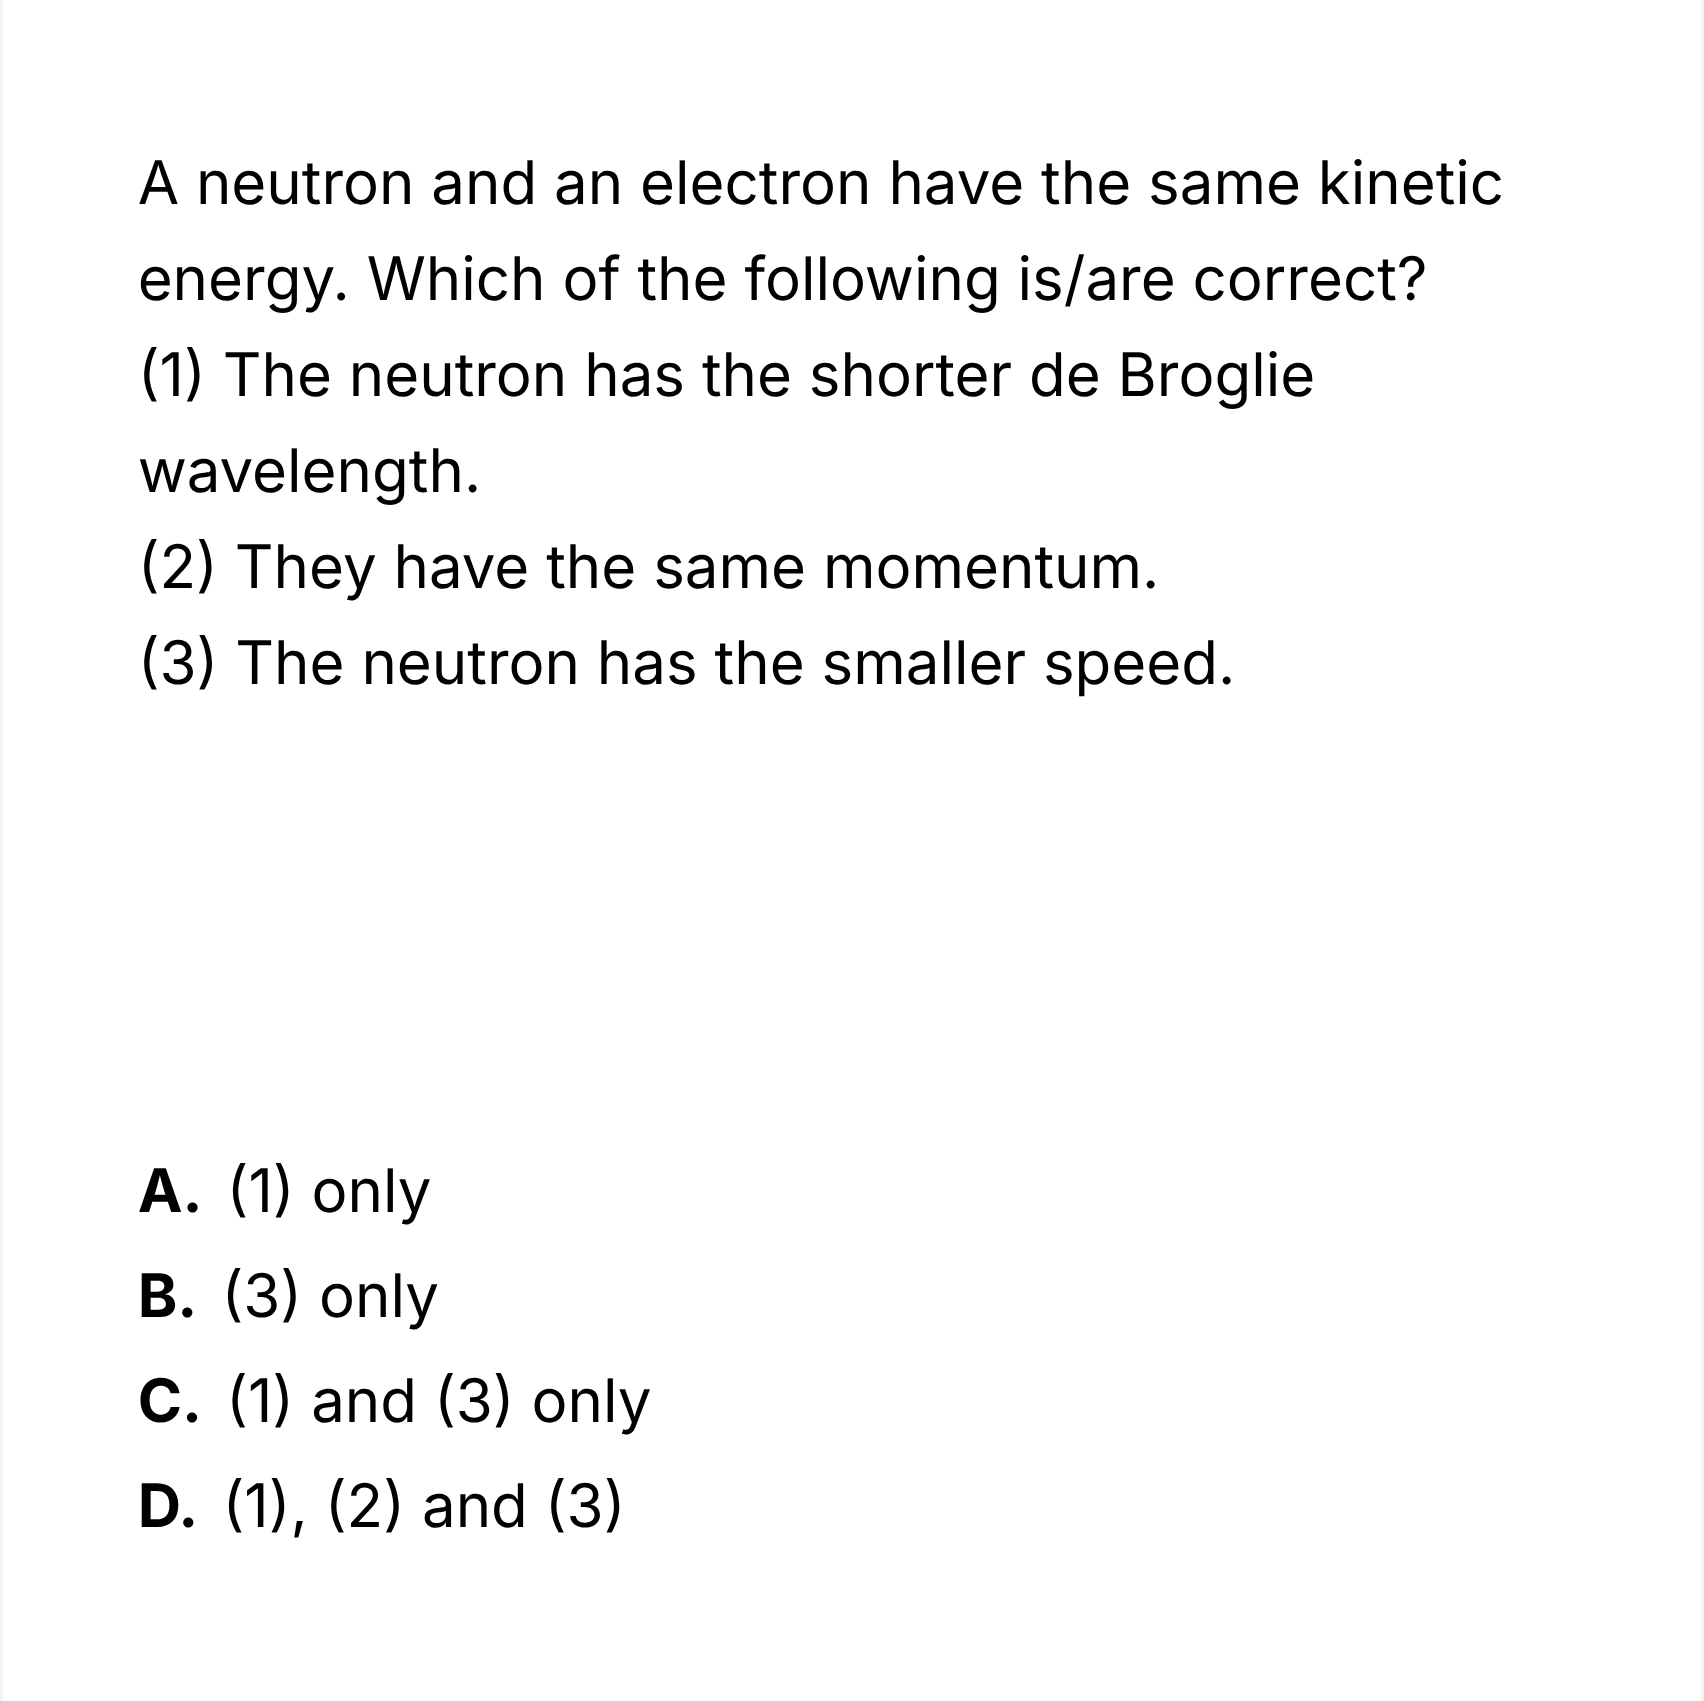 A neutron and an electron have the same kinetic
energy. Which of the following is/are correct?
(1) The neutron has the shorter de Broglie
wavelength.
(2) They have the same momentum.
(3) The neutron has the smaller speed.
A. (1) only
B. (3) only
C. (1) and (3) only
D. (1), (2) and (3)